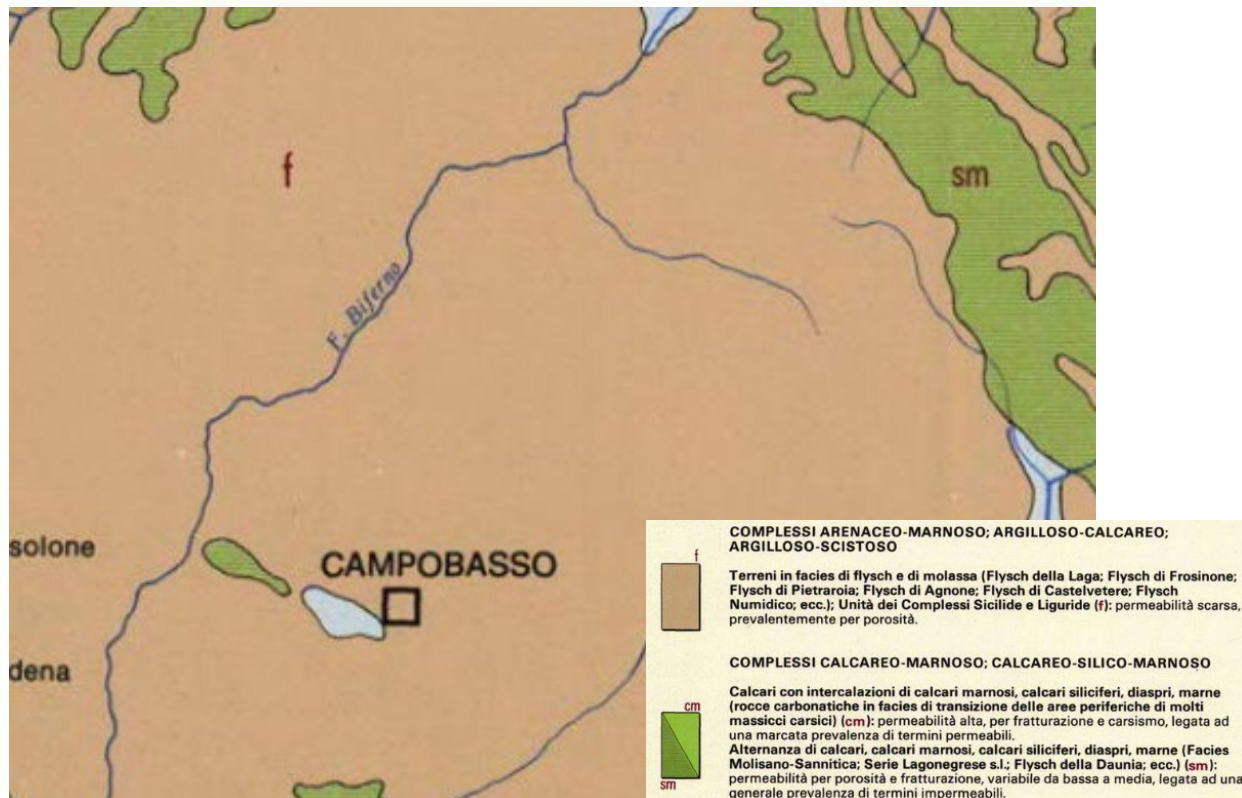 f
sm
F. Biferno
solone
CAMPOBASSO
dena
f
COMPLESSI ARENACEO-MARNOSO; ARGILLOSO-CALCAREO;
ARGILLOSO-SCISTOSO
Terreni in facies di flysch e di molassa (Flysch della Laga; Flysch di Frosinone;
Flysch di Pietraroia; Flysch di Agnone; Flysch di Castelvetere; Flysch
Numidico; ecc.); Unità dei Complessi Sicilide e Liguride (f): permeabilità scarsa,
prevalentemente per porosità.
COMPLESSI CALCAREO-MARNOSO; CALCAREO-SILICO-MARNOSO
cm
sm
Calcari con intercalazioni di calcari marnosi, calcari siliciferi, diaspri, marne
(rocce carbonatiche in facies di transizione delle aree periferiche di molti
massicci carsici) (cm): permeabilità alta, per fratturazione e carsismo, legata ad
una marcata prevalenza di termini permeabili.
Alternanza di calcari, calcari marnosi, calcari siliciferi, diaspri, marne (Facies
Molisano-Sannitica; Serie Lagonegrese s.l.; Flysch della Daunia; ecc.) (sm):
permeabilità per porosità e fratturazione, variabile da bassa a media, legata ad una
generale prevalenza di termini impermeabili.